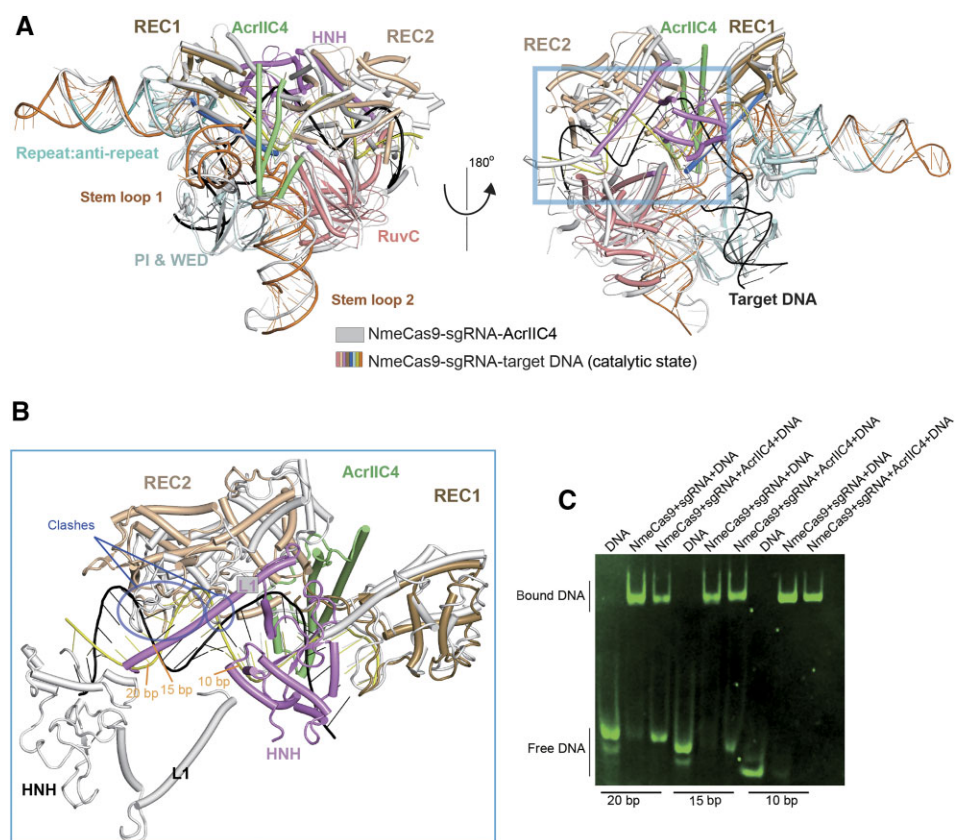 A
REC1
AcrIIC4
HNH
REC2
Repeat:anti-repeat
Stem loop 1
PI & WED
RuvC
Stem loop 2
180°
REC2
AcrIIC4
REC1
Target DNA
NmeCas9-sgRNA-AcrIIC4
NmeCas9-sgRNA-target DNA (catalytic state)
B
REC2
AcrIIC4
REC1
Clashes
L1
20 bp
15 bp
10 bp
HNH
L1
HNH
C
DNA
NmeCas9+sgRNA+DNA
NmeCas9+sgRNA+AcrIIC4+DNA
DNA
NmeCas9+sgRNA+DNA
NmeCas9+sgRNA+AcrIIC4+DNA
DNA
NmeCas9+sgRNA+DNA
NmeCas9+sgRNA+AcrIIC4+DNA
Bound DNA
Free DNA
20 bp
15 bp
10 bp